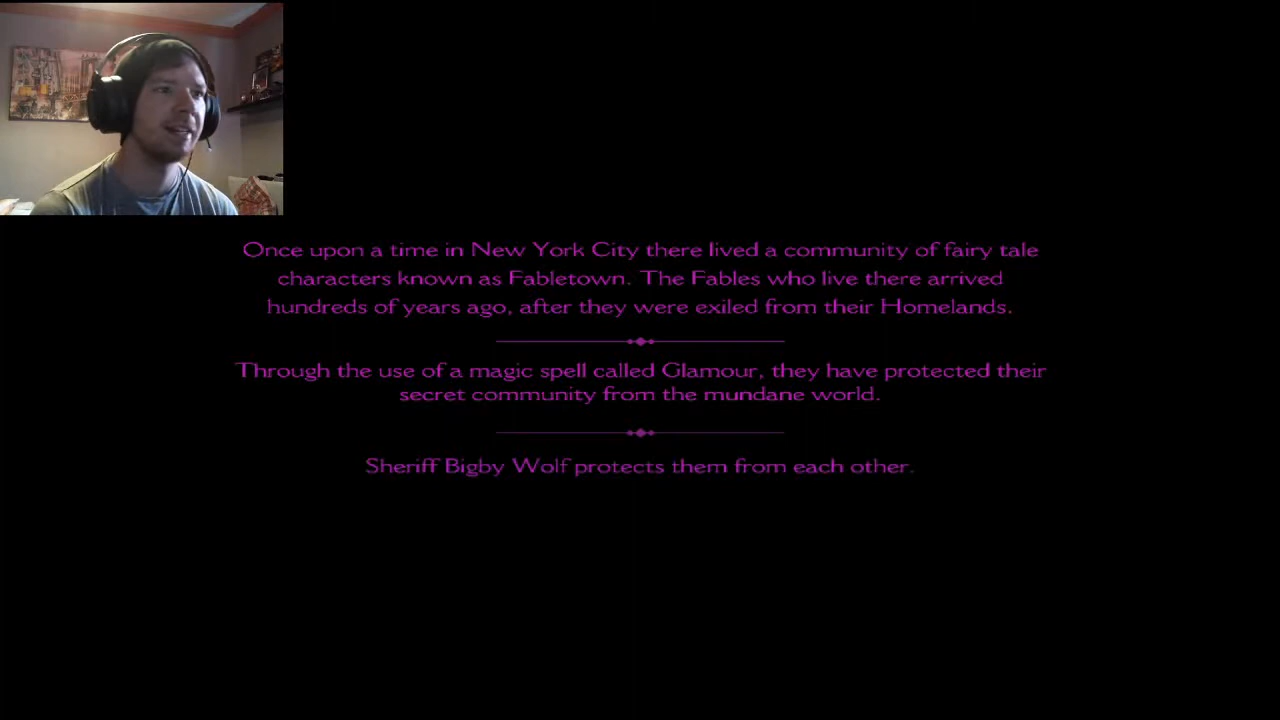 Once upon a time in New York City there lived a community of fairy tale
characters known as Fabletown. The Fables who live there arrived
hundreds of years ago, after they were exiled from their Homelands.
Through the use of a magic spell called Glamour, they have protected their
secret community from the mundane world.
Sheriff Bigby Wolf protects them from each other.